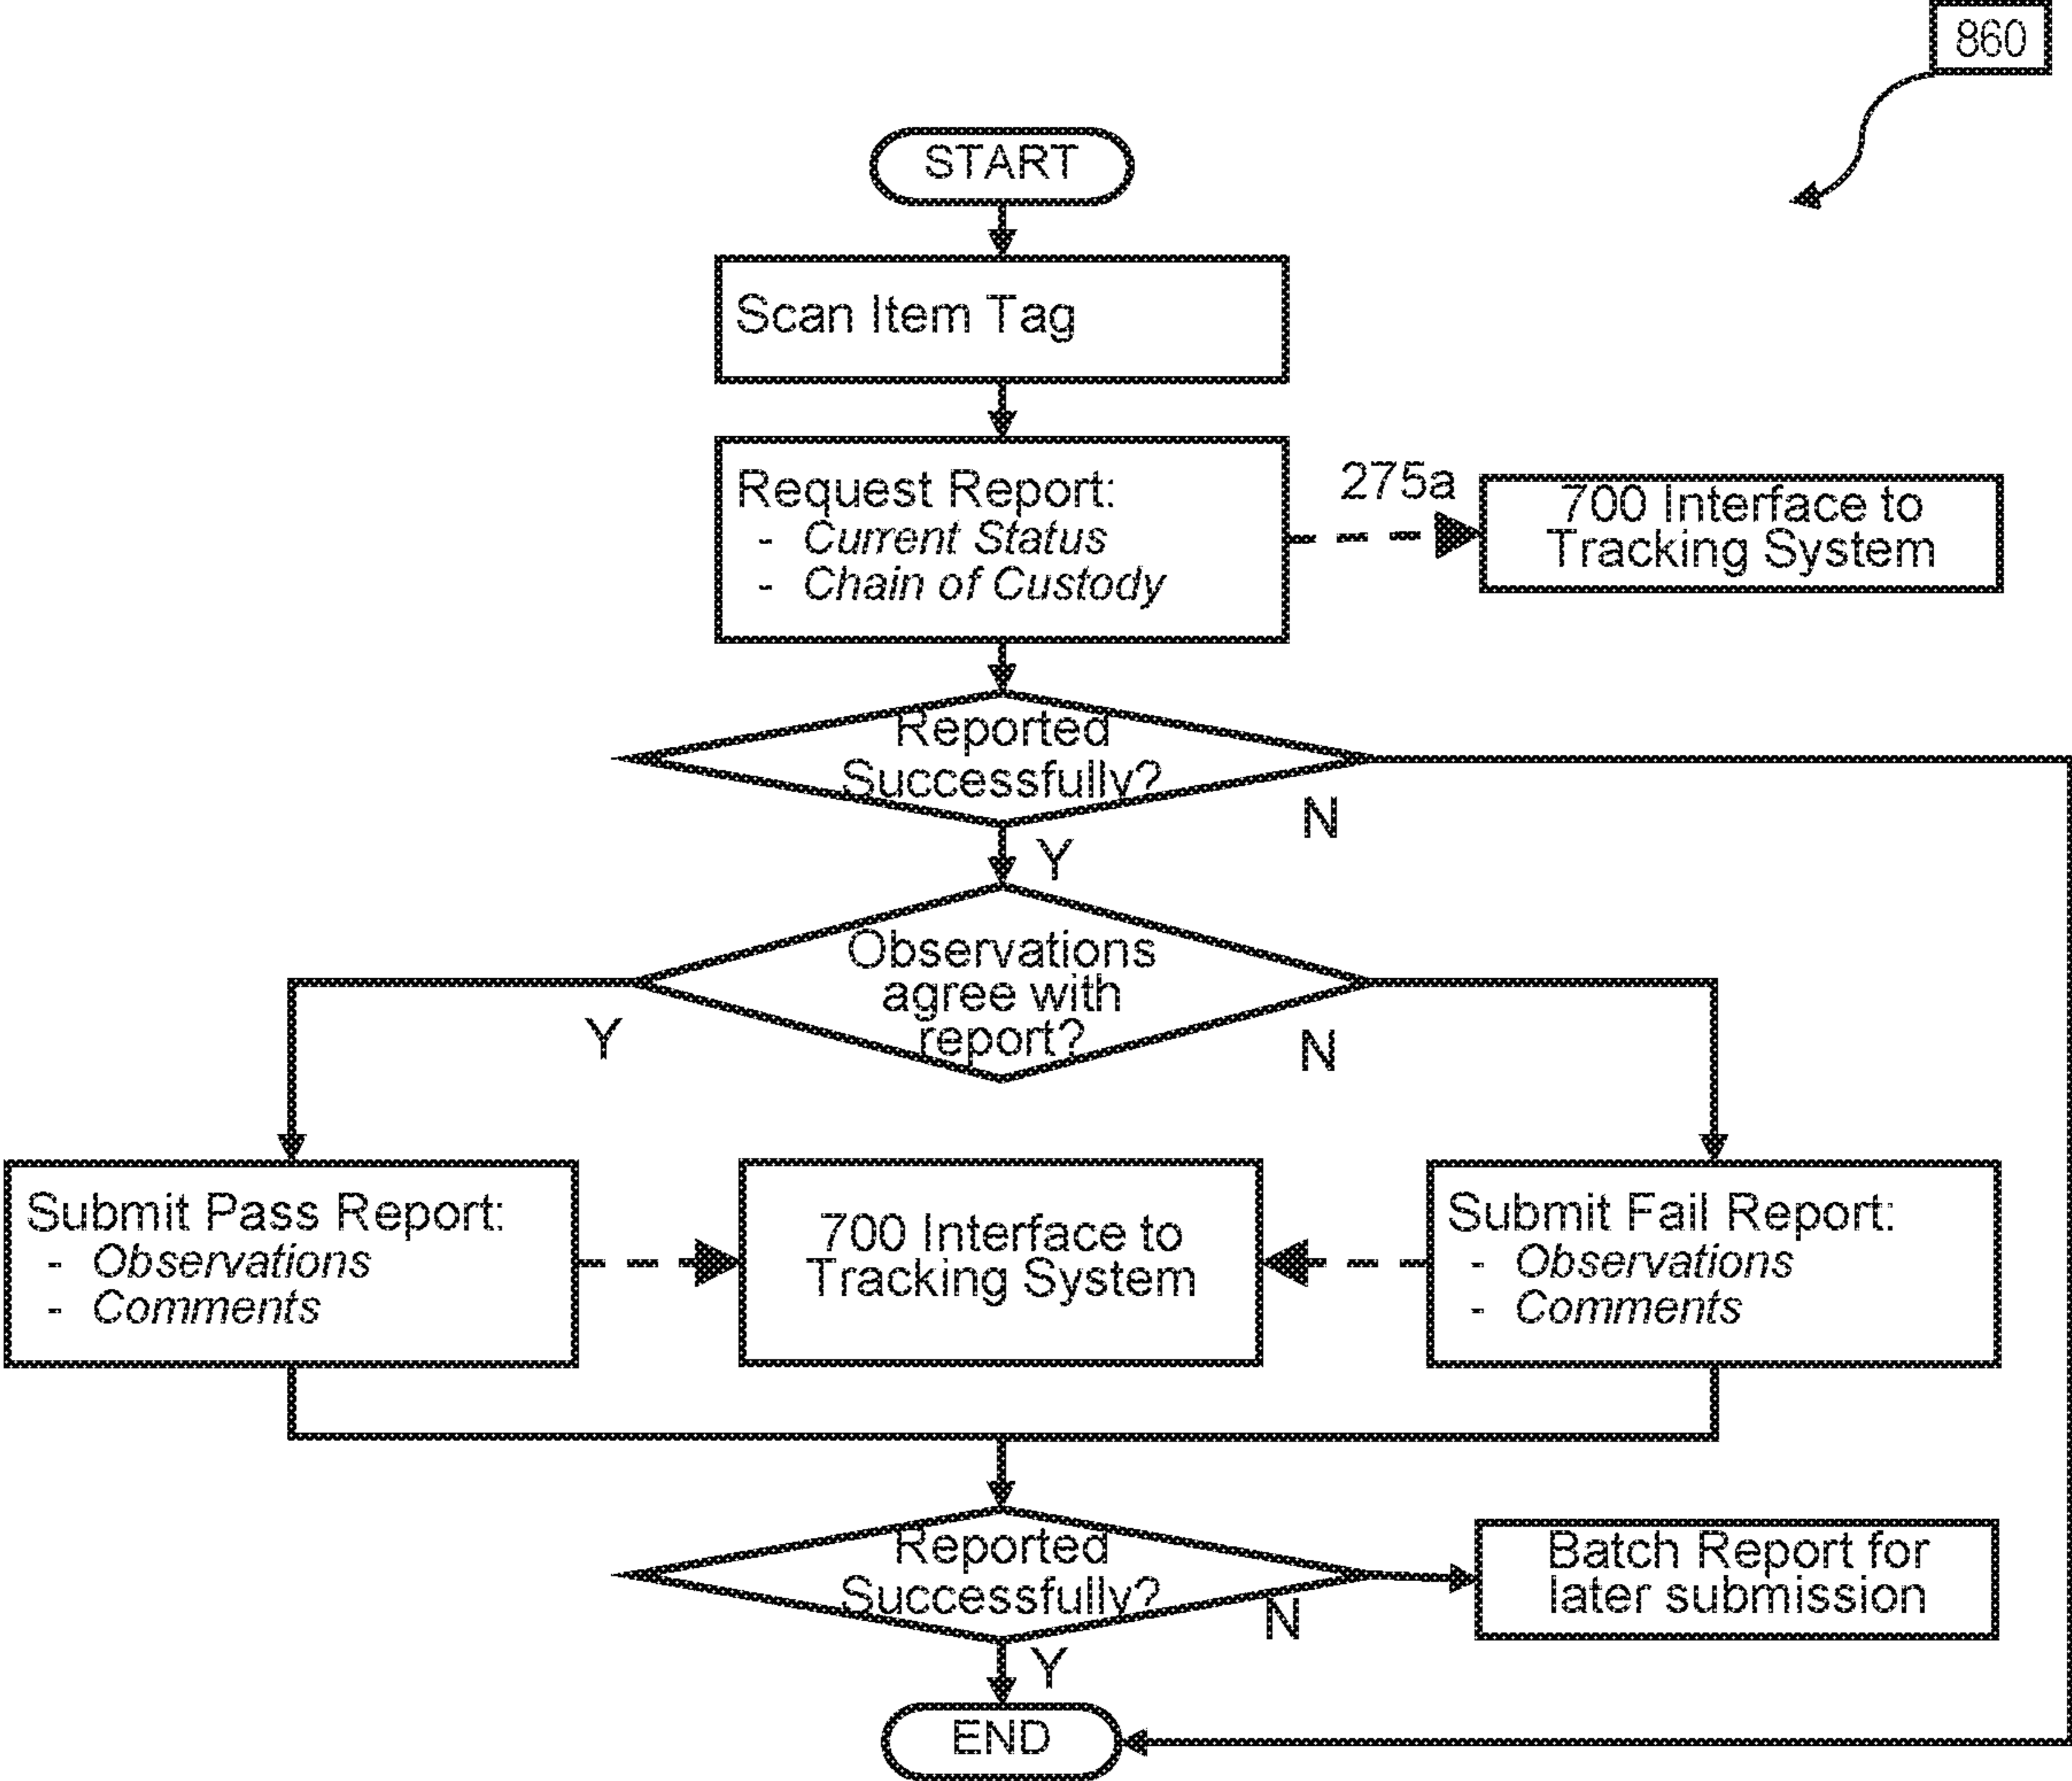 860
START
Scan Item Tag
Request Report:
- Current Status
- Chain of Custody
275a
700 Interface to
Tracking System
Reported
Successfully?
N
Y
Observations
agree with
report?
Y
N
Submit Pass Report:
- Observations
- Comments
700 Interface to
Tracking System
Submit Fail Report:
- Observations
- Comments
Reported
Successfully?
N
Y
Batch Report for
later submission
END